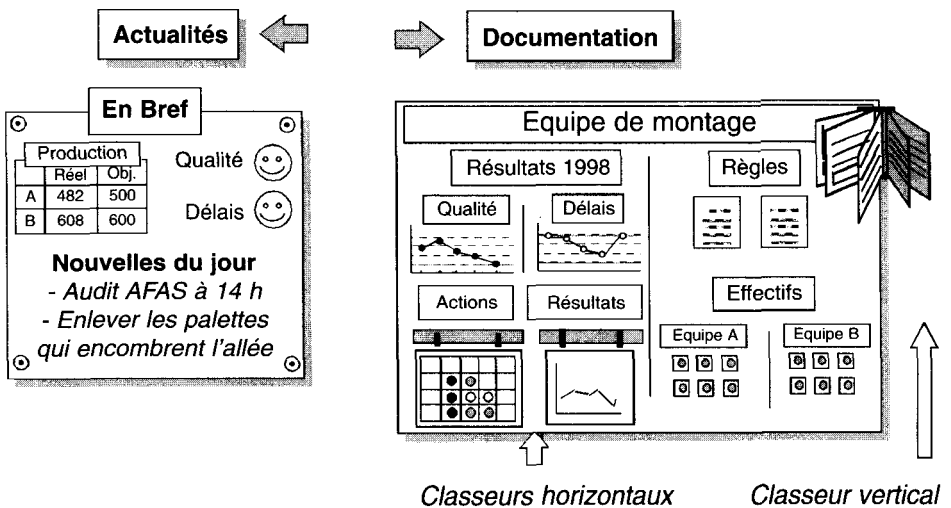 Actualités
Documentation
En Bref
Production
Réel Obj.
A 482 500
B 608 600
Qualité
Délais
Nouvelles du jour
- Audit AFAS à 14 h
- Enlever les palettes
qui encombrent l'allée
Equipe de montage
Résultats 1998
Qualité
Délais
Actions
Résultats
Règles
Effectifs
Equipe A
Equipe B
Classeurs horizontaux
Classeur vertical